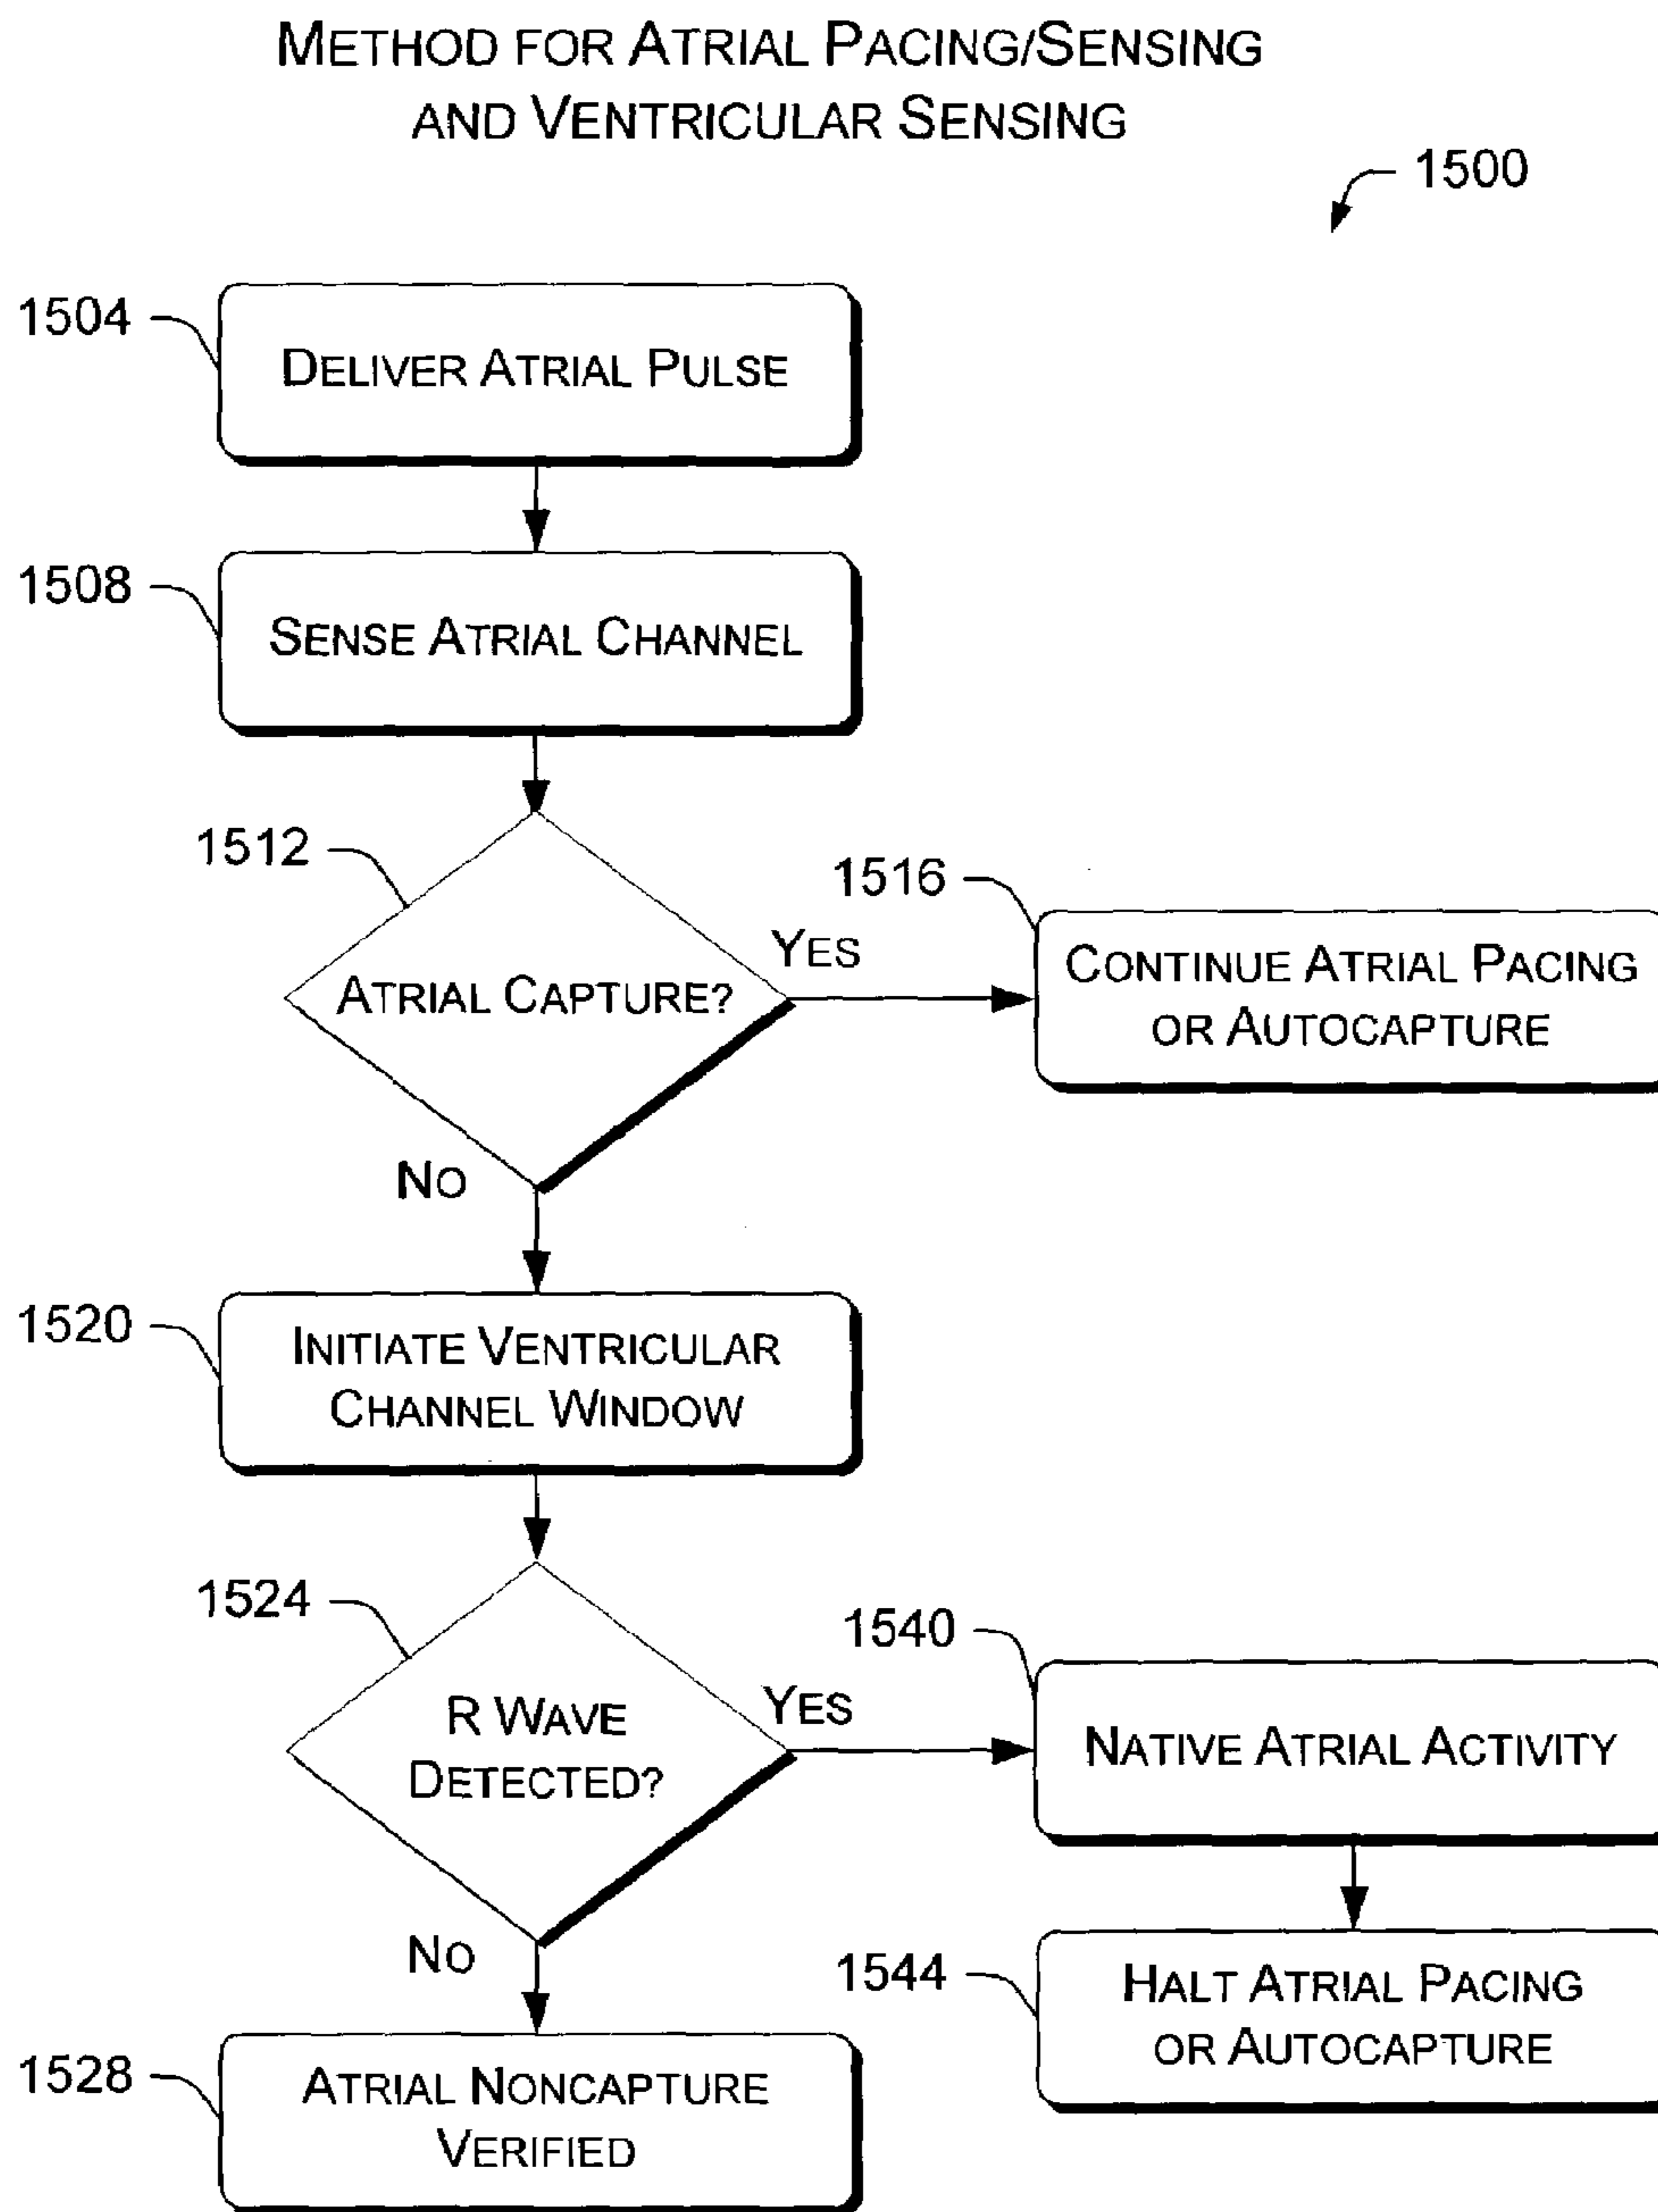 METHOD FOR ATRIAL PACING/SENSING
AND VENTRICULAR SENSING
1500
1504
DELIVER ATRIAL PULSE
1508
SENSE ATRIAL CHANNEL
1512
ATRIAL CAPTURE?
YES
1516
CONTINUE ATRIAL PACING
OR AUTOCAPTURE
NO
1520
INITIATE VENTRICULAR
CHANNEL WINDOW
1524
R WAVE
DETECTED?
YES
1540
NATIVE ATRIAL ACTIVITY
1544
HALT ATRIAL PACING
OR AUTOCAPTURE
NO
1528
ATRIAL NONCAPTURE
VERIFIED